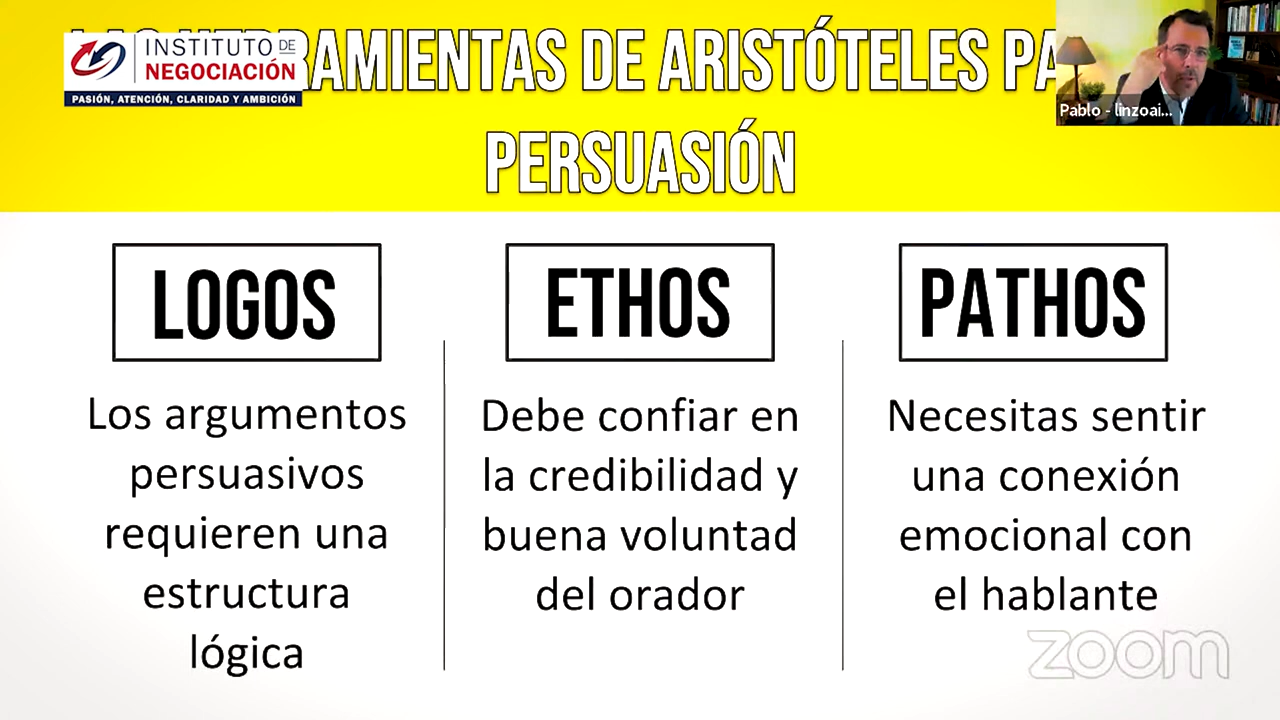 INSTITUTO DE
NEGOCIACIÓN
PASIÓN, ATENCIÓN, CLARIDAD Y AMBICIÓN
RAMIENTAS DE ARISTÓTELES PA
PERSUASIÓN
Pablo - linzoai...
LOGOS
Los argumentos
persuasivos
requieren una
estructura
lógica
ETHOS
Debe confiar en
la credibilidad y
buena voluntad
del orador
PATHOS
Necesitas sentir
una conexión
emocional con
el hablante
zoom